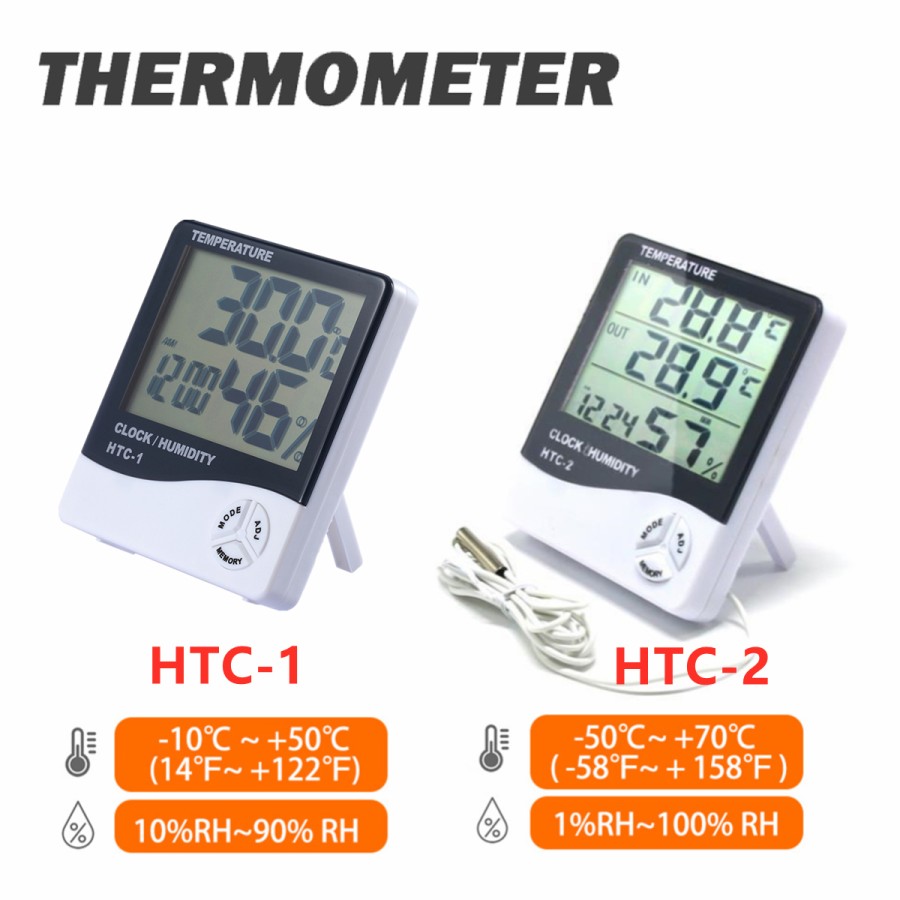 THERMOMETER
TEMPERATURE
30.0
AM
12:00 46%
CLOCK/HUMIDITY
HTC-1
MODE
ADJ
MEMORY
TEMPERATURE
IN 28.8°C
OUT 28.9°C
12:24 57%
CLOCK/HUMIDITY
HTC-2
MODE
ADJ
MEMORY
HTC-1
-10℃ ~ +50℃
(14°F~ +122°F)
10%RH~90% RH
HTC-2
-50℃~ +70℃
( -58°F~ + 158°F )
1%RH~100% RH